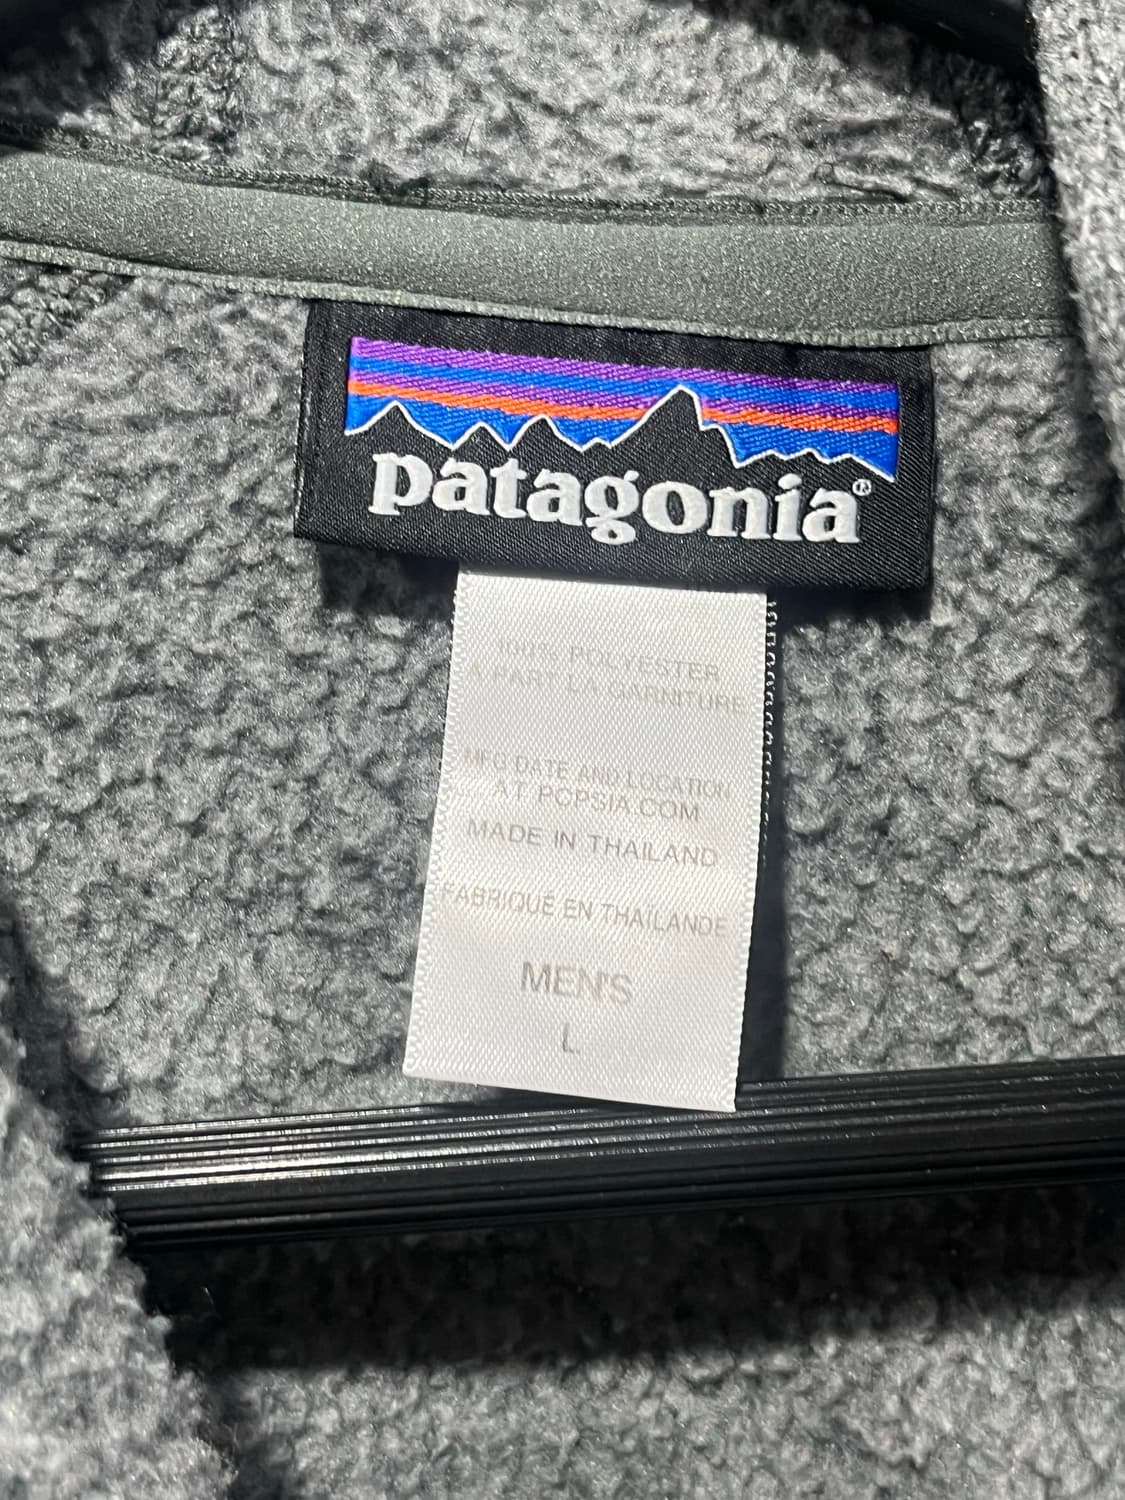 patagonia®
100% POLYESTER
A PART LA GARNITURE
MFG DATE AND LOCATION
AT PCPSIA.COM
MADE IN THAILAND
FABRIQUÉ EN THAÏLANDE
MEN'S
L